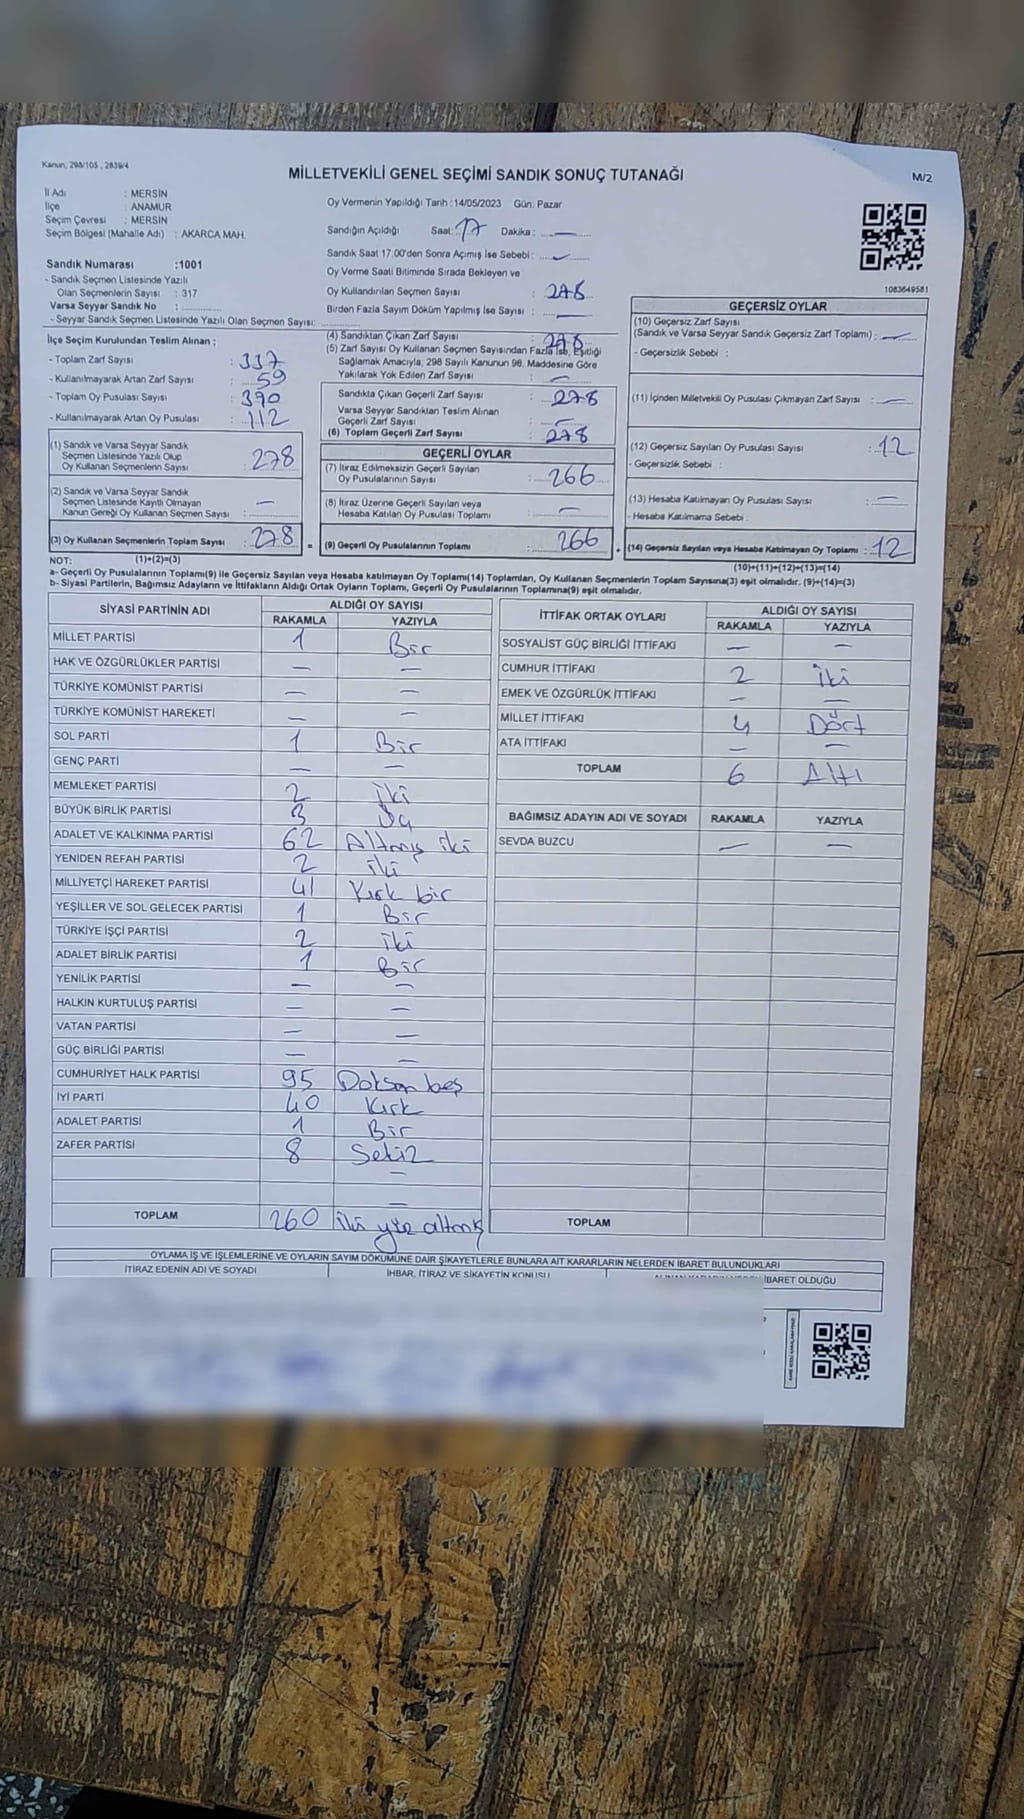 Kanun; 298/105 , 2839/4
MİLLETVEKİLİ GENEL SEÇİMİ SANDIK SONUÇ TUTANAĞI
M/2
İl Adı : MERSİN
İlçe : ANAMUR
Seçim Çevresi : MERSİN
Seçim Bölgesi (Mahalle Adı) : AKARCA MAH.
Sandık Numarası :1001
- Sandık Seçmen Listesinde Yazılı
Olan Seçmenlerin Sayısı : 317
Varsa Seyyar Sandık No :
- Seyyar Sandık Seçmen Listesinde Yazılı Olan Seçmen Sayısı:
Oy Vermenin Yapıldığı Tarih :14/05/2023 Gün: Pazar
Sandığın Açıldığı Saat: 17 Dakika : —
Sandık Saat 17.00'den Sonra Açımış İse Sebebi :
Oy Verme Saati Bitiminde Sırada Bekleyen ve
Oy Kullandırılan Seçmen Sayısı : 278
Birden Fazla Sayım Döküm Yapılmış İse Sayısı : —
1083649581
İlçe Seçim Kurulundan Teslim Alınan ;
- Toplam Zarf Sayısı : 337
- Kullanılmayarak Artan Zarf Sayısı : 59
- Toplam Oy Pusulası Sayısı : 390
- Kullanılmayarak Artan Oy Pusulası : 112
(1) Sandık ve Varsa Seyyar Sandık
Seçmen Listesinde Yazılı Olup
Oy Kullanan Seçmenlerin Sayısı : 278
(2) Sandık ve Varsa Seyyar Sandık
Seçmen Listesinde Kayıtlı Olmayan
Kanun Gereği Oy Kullanan Seçmen Sayısı : —
(3) Oy Kullanan Seçmenlerin Toplam Sayısı : 278
(4) Sandıktan Çıkan Zarf Sayısı : 278
(5) Zarf Sayısı Oy Kullanan Seçmen Sayısından Fazla İse, Eşitliği
Sağlamak Amacıyla, 298 Sayılı Kanunun 98. Maddesine Göre
Yakılarak Yok Edilen Zarf Sayısı : —
Sandıkta Çıkan Geçerli Zarf Sayısı : 278
Varsa Seyyar Sandıktan Teslim Alınan
Geçerli Zarf Sayısı : —
(6) Toplam Geçerli Zarf Sayısı : 278
GEÇERLİ OYLAR
(7) İtiraz Edilmeksizin Geçerli Sayılan
Oy Pusulalarının Sayısı : 266
(8) İtiraz Üzerine Geçerli Sayılan veya
Hesaba Katılan Oy Pusulası Toplamı : —
= (9) Geçerli Oy Pusulalarının Toplamı : 266
GEÇERSİZ OYLAR
(10) Geçersiz Zarf Sayısı
(Sandık ve Varsa Seyyar Sandık Geçersiz Zarf Toplamı) : —
- Geçersizlik Sebebi :
(11) İçinden Milletvekili Oy Pusulası Çıkmayan Zarf Sayısı : —
(12) Geçersiz Sayılan Oy Pusulası Sayısı : 12
- Geçersizlik Sebebi :
(13) Hesaba Katılmayan Oy Pusulası Sayısı : —
- Hesaba Katılmama Sebebi :
+ (14) Geçersiz Sayılan veya Hesaba Katılmayan Oy Toplamı : 12
NOT: (1)+(2)=(3)
(10)+(11)+(12)+(13)=(14)
a- Geçerli Oy Pusulalarının Toplamı(9) ile Geçersiz Sayılan veya Hesaba katılmayan Oy Toplamı(14) Toplamları, Oy Kullanan Seçmenlerin Toplam Sayısına(3) eşit olmalıdır. (9)+(14)=(3)
b- Siyasi Partilerin, Bağımsız Adayların ve İttifakların Aldığı Ortak Oyların Toplamı, Geçerli Oy Pusulalarının Toplamına(9) eşit olmalıdır.
SİYASİ PARTİNİN ADI ALDIĞI OY SAYISI
RAKAMLA YAZIYLA
MİLLET PARTİSİ 1 Bir
HAK VE ÖZGÜRLÜKLER PARTİSİ — —
TÜRKİYE KOMÜNİST PARTİSİ — —
TÜRKİYE KOMÜNİST HAREKETİ — —
SOL PARTİ 1 Bir
GENÇ PARTİ — —
MEMLEKET PARTİSİ 2 İki
BÜYÜK BİRLİK PARTİSİ 3 Üç
ADALET VE KALKINMA PARTİSİ 62 Altmış iki
YENİDEN REFAH PARTİSİ 2 iki
MİLLİYETÇİ HAREKET PARTİSİ 41 Kırk bir
YEŞİLLER VE SOL GELECEK PARTİSİ 1 Bir
TÜRKİYE İŞÇİ PARTİSİ 2 iki
ADALET BİRLİK PARTİSİ 1 Bir
YENİLİK PARTİSİ — —
HALKIN KURTULUŞ PARTİSİ — —
VATAN PARTİSİ — —
GÜÇ BİRLİĞİ PARTİSİ — —
CUMHURİYET HALK PARTİSİ 95 Doksan beş
İYİ PARTİ 40 Kırk
ADALET PARTİSİ 1 Bir
ZAFER PARTİSİ 8 Sekiz
—
—
TOPLAM 260 İki yüz altmış
İTTİFAK ORTAK OYLARI ALDIĞI OY SAYISI
RAKAMLA YAZIYLA
SOSYALİST GÜÇ BİRLİĞİ İTTİFAKI — —
CUMHUR İTTİFAKI 2 İki
EMEK VE ÖZGÜRLÜK İTTİFAKI — —
MİLLET İTTİFAKI 4 Dört
ATA İTTİFAKI — —
TOPLAM 6 Altı
BAĞIMSIZ ADAYIN ADI VE SOYADI RAKAMLA YAZIYLA
SEVDA BUZCU — —
TOPLAM
OYLAMA İŞ VE İŞLEMLERİNE VE OYLARIN SAYIM DÖKÜMÜNE DAİR ŞİKAYETLERLE BUNLARA AİT KARARLARIN NELERDEN İBARET BULUNDUKLARI
İTİRAZ EDENİN ADI VE SOYADI İHBAR, İTİRAZ VE ŞİKAYETİN KONUSU İBARET OLDUĞU